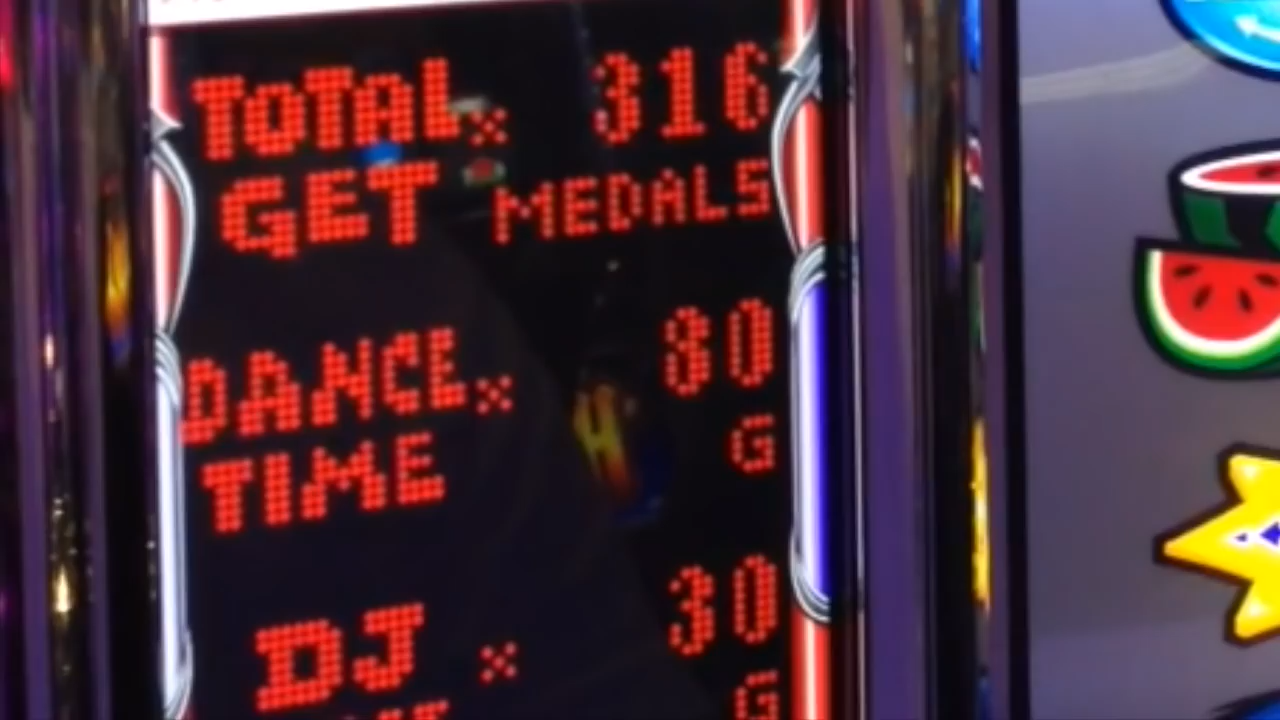 TOTAL × 316
GET MEDALS
DANCE × 80
TIME G
DJ × 30
G